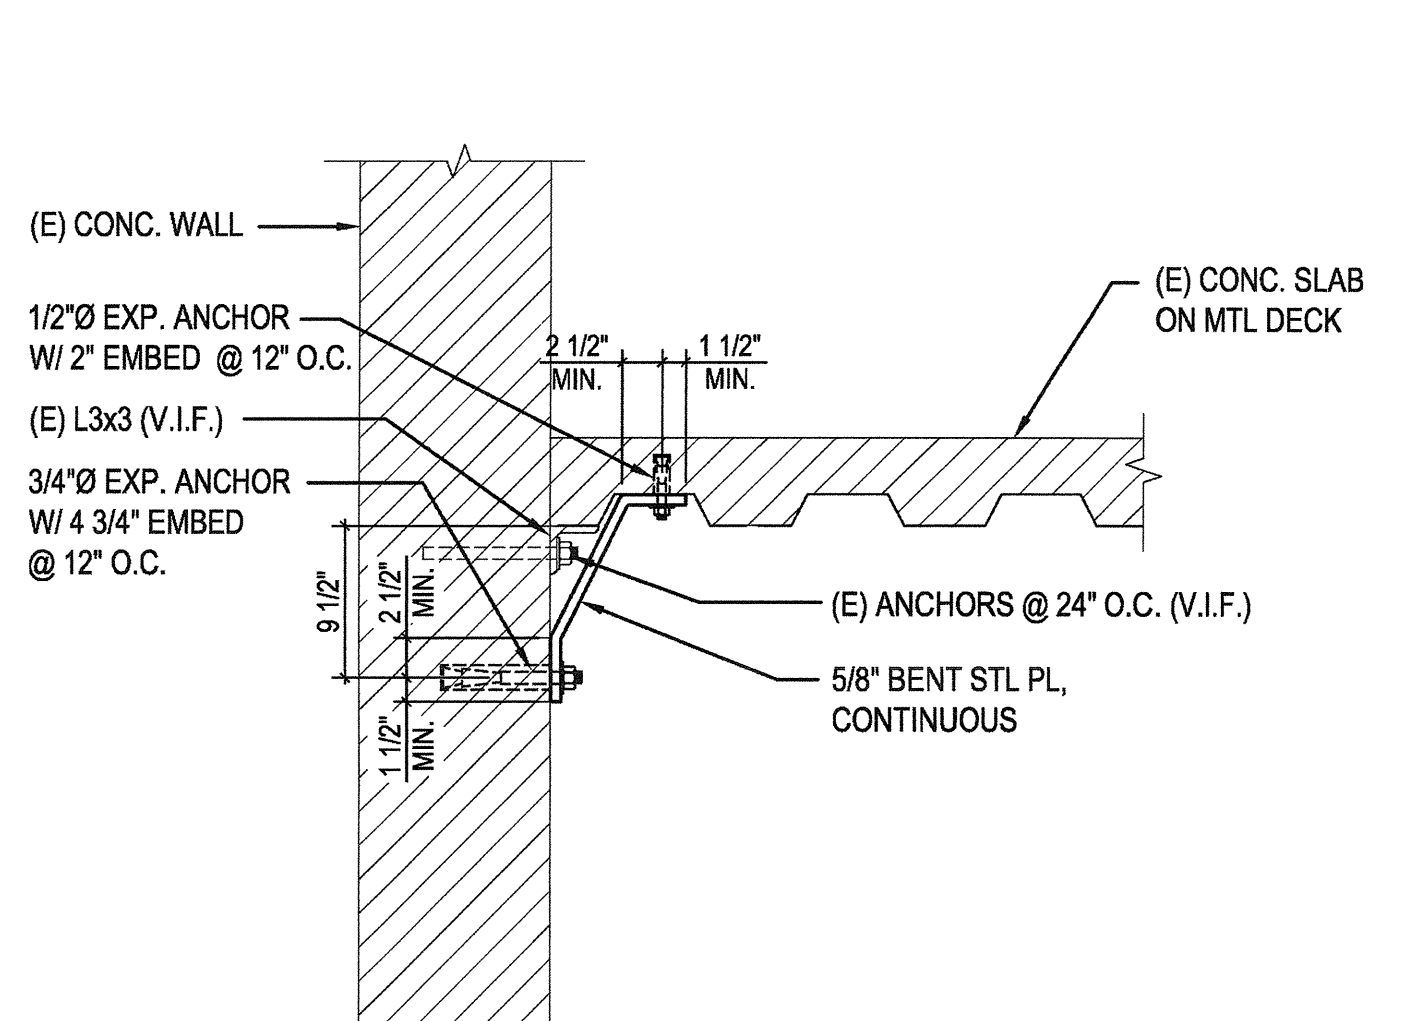 (E) CONC. WALL
1/2"Ø EXP. ANCHOR
W/ 2" EMBED @ 12" O.C.
(E) L3x3 (V.I.F.)
3/4"Ø EXP. ANCHOR
W/ 4 3/4" EMBED
@ 12" O.C.
2 1/2"
MIN.
1 1/2"
MIN.
(E) CONC. SLAB
ON MTL DECK
9 1/2"
2 1/2"
MIN.
1 1/2"
MIN.
(E) ANCHORS @ 24" O.C. (V.I.F.)
5/8" BENT STL PL,
CONTINUOUS